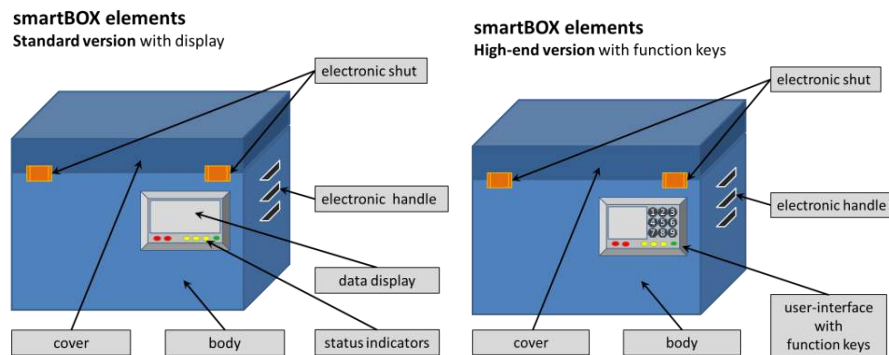 smartBOX elements
Standard version with display
electronic shut
electronic handle
data display
cover
body
status indicators
smartBOX elements
High-end version with function keys
electronic shut
1 2 3
4 5 6
7 8 9
electronic handle
user-interface
with
function keys
cover
body